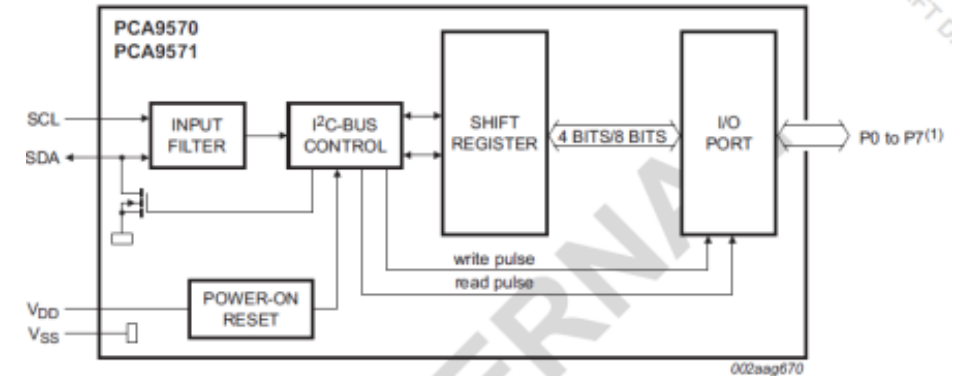 PCA9570
PCA9571
SCL
SDA
INPUT
FILTER
I²C-BUS
CONTROL
SHIFT
REGISTER
4 BITS/8 BITS
I/O
PORT
P0 to P7(1)
write pulse
read pulse
POWER-ON
RESET
VDD
VSS
002aag670